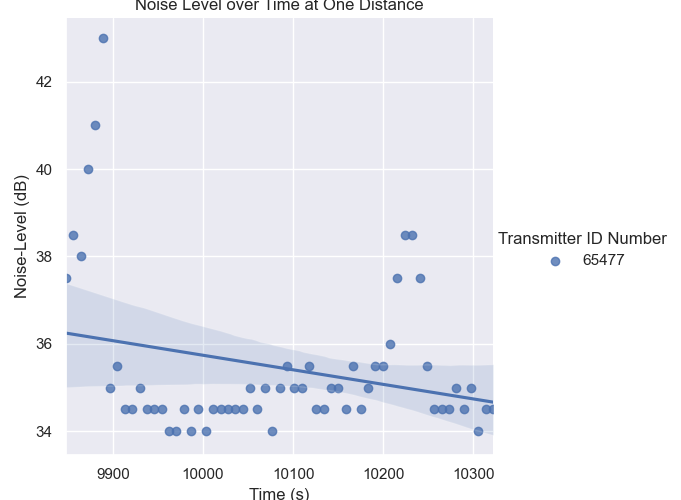 Noise Level over Time at One Distance
42
40
38
36
34
Noise-Level (dB)
9900 10000 10100 10200 10300
Time (s)
Transmitter ID Number
65477